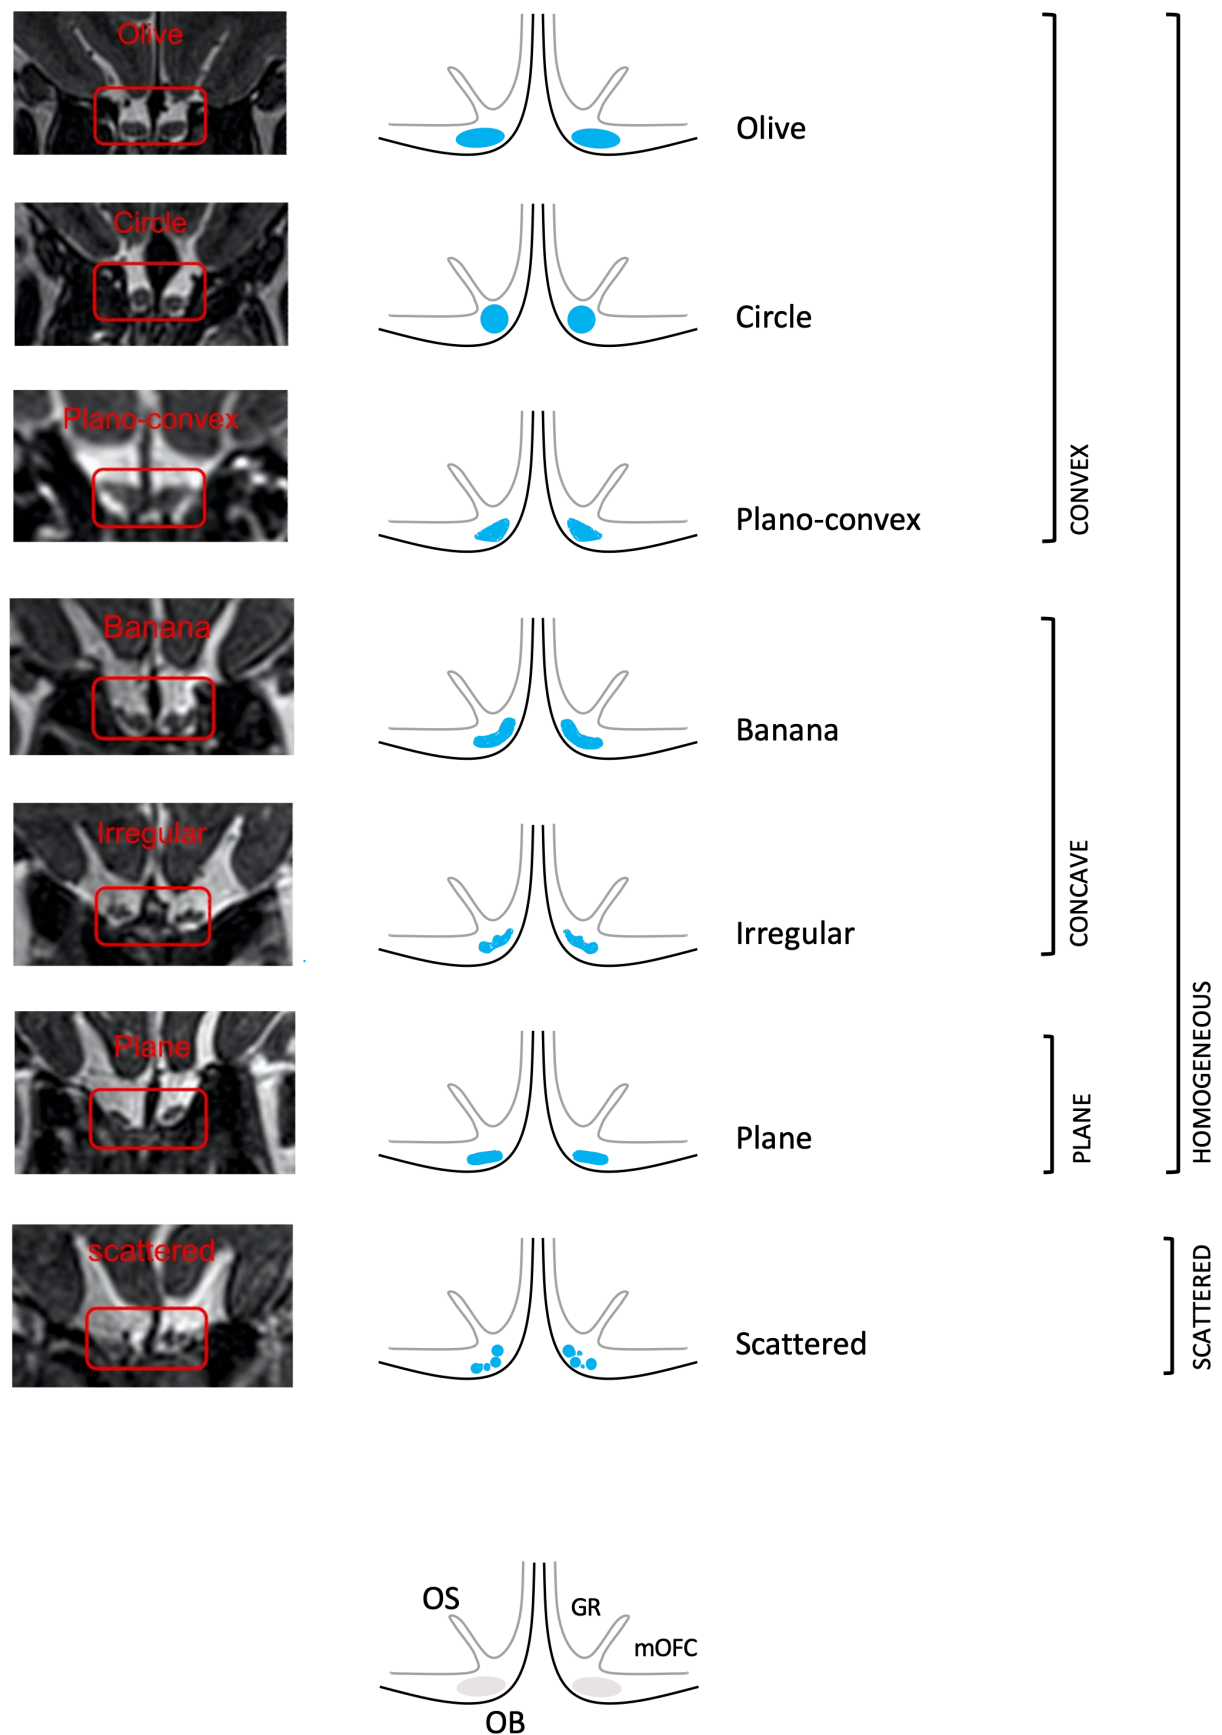 Olive
Olive
Circle
Circle
Plano-convex
Plano-convex
CONVEX
Banana
Banana
Irregular
Irregular
CONCAVE
Plane
Plane
PLANE
HOMOGENEOUS
scattered
Scattered
SCATTERED
OS
GR
mOFC
OB